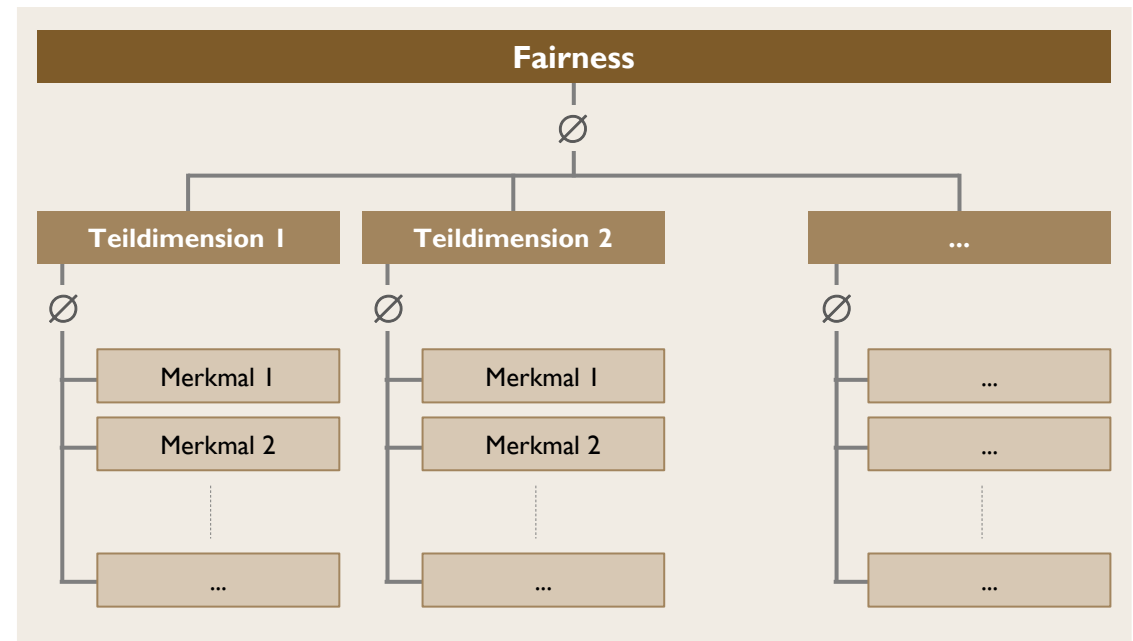 Fairness
∅
Teildimension 1
Teildimension 2
...
∅
∅
∅
Merkmal 1
Merkmal 1
...
Merkmal 2
Merkmal 2
...
...
...
...